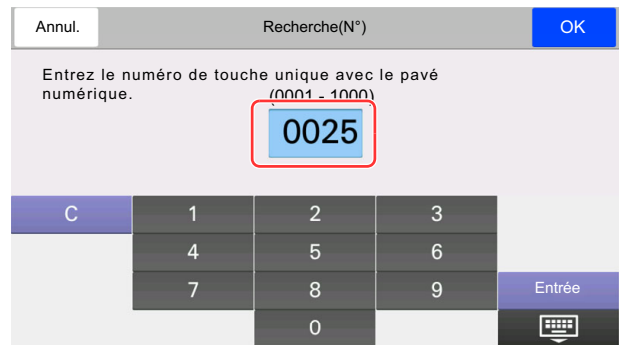 Annul. Recherche(N°) OK
Entrez le numéro de touche unique avec le pavé
numérique. (0001 - 1000)
0025
C 1 2 3
4 5 6
7 8 9 Entrée
0